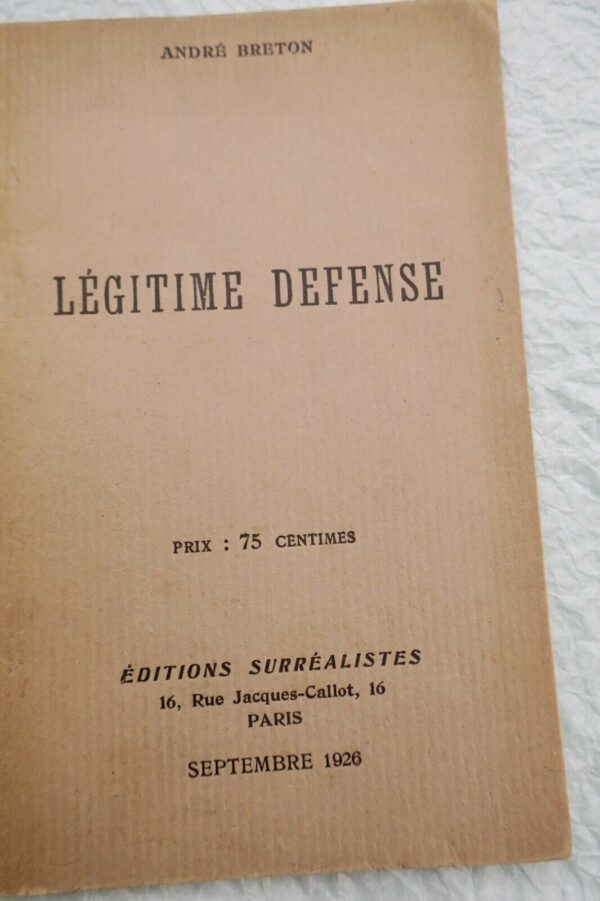 ANDRÉ BRETON
LÉGITIME DEFENSE
PRIX : 75 CENTIMES
ÉDITIONS SURRÉALISTES
16, Rue Jacques-Callot, 16
PARIS
SEPTEMBRE 1926